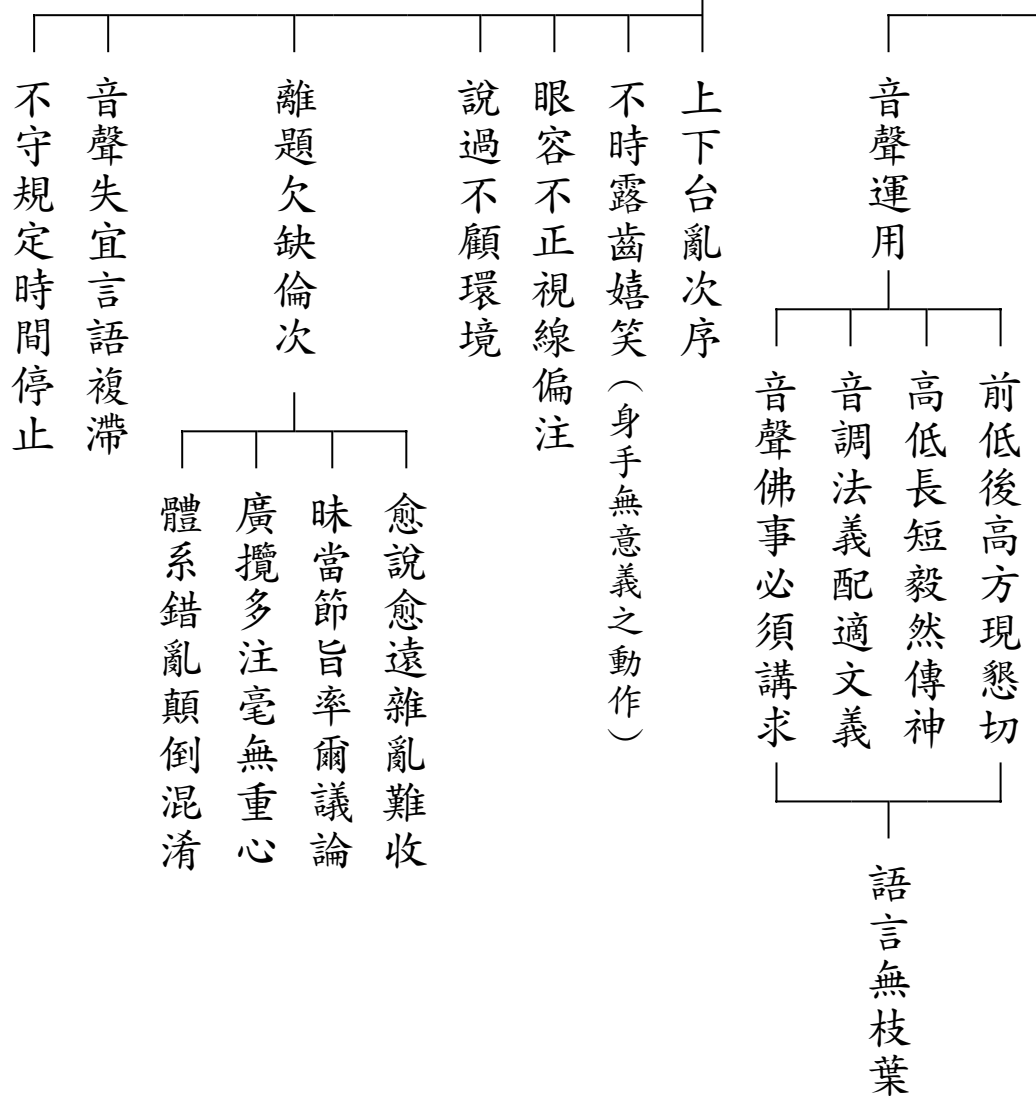 音聲運用
前低後高方現懇切
高低長短毅然傳神
音調法義配適文義
音聲佛事必須講求
語言無枝葉
上下台亂次序
不時露齒嬉笑（身手無意義之動作）
眼容不正視線偏注
說過不顧環境
離題欠缺倫次
愈說愈遠雜亂難收
昧當節旨率爾議論
廣攬多注毫無重心
體系錯亂顛倒混淆
音聲失宜言語複滯
不守規定時間停止